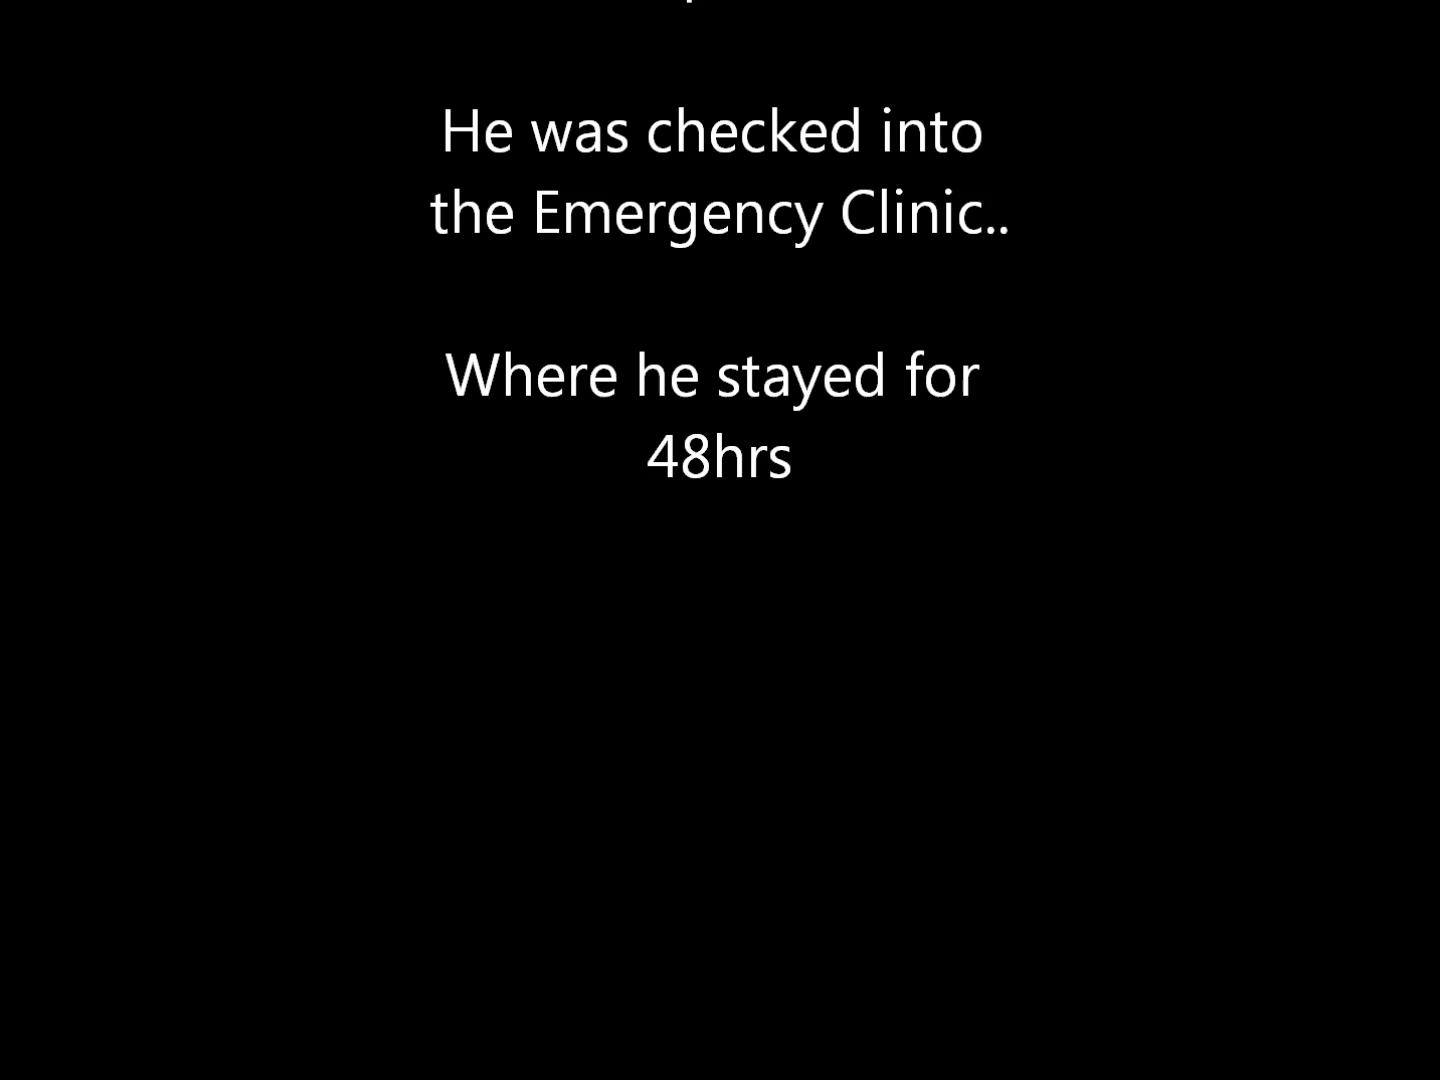 He was checked into
the Emergency Clinic..
Where he stayed for
48hrs